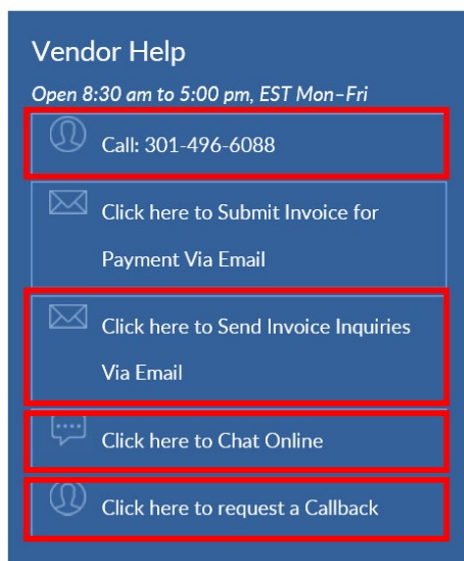 Vendor Help
Open 8:30 am to 5:00 pm, EST Mon–Fri
Call: 301-496-6088
Click here to Submit Invoice for
Payment Via Email
Click here to Send Invoice Inquiries
Via Email
Click here to Chat Online
Click here to request a Callback